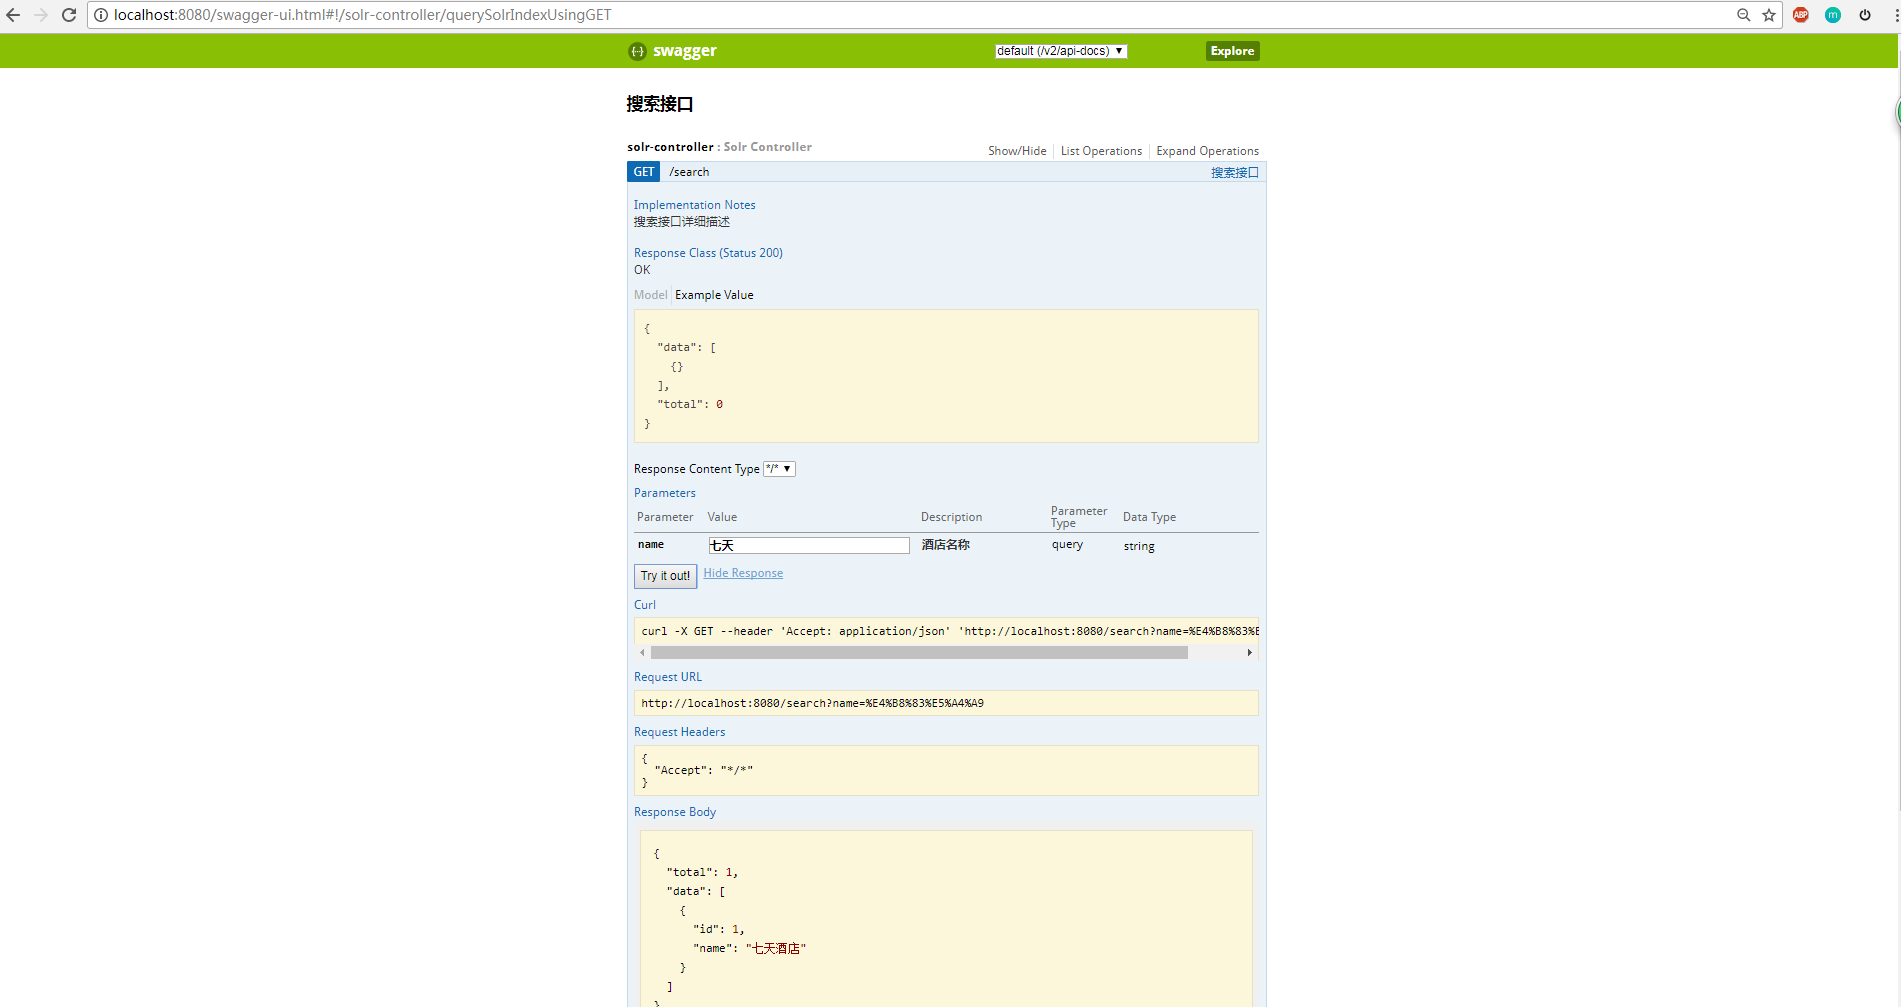 localhost:8080/swagger-ui.html#!/solr-controller/querySolrIndexUsingGET
ABP
m
{··}
swagger
default (/v2/api-docs)
Explore
搜索接口
solr-controller : Solr Controller
Show/Hide
List Operations
Expand Operations
GET
/search
搜索接口
Implementation Notes
搜索接口详细描述
Response Class (Status 200)
OK
Model
Example Value
{
  "data": [
    {}
  ],
  "total": 0
}
Response Content Type */*
Parameters
Parameter
Value
Description
Parameter Type
Data Type
name
七天
酒店名称
query
string
Try it out!
Hide Response
Curl
curl -X GET --header 'Accept: application/json' 'http://localhost:8080/search?name=%E4%B8%83%E
Request URL
http://localhost:8080/search?name=%E4%B8%83%E5%A4%A9
Request Headers
{
  "Accept": "*/*"
}
Response Body
{
  "total": 1,
  "data": [
    {
      "id": 1,
      "name": "七天酒店"
    }
  ]
}